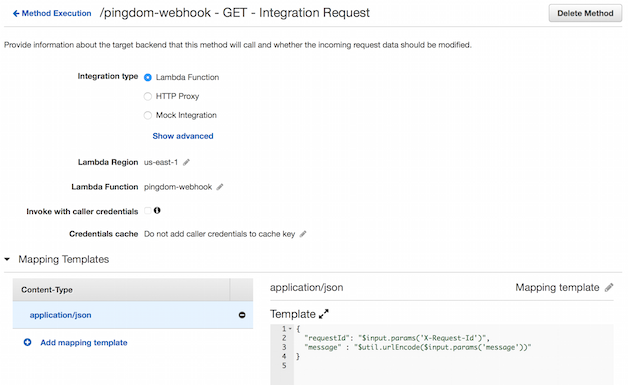 Method Execution /pingdom-webhook - GET - Integration Request
Delete Method
Provide information about the target backend that this method will call and whether the incoming request data should be modified.
Integration type Lambda Function
HTTP Proxy
Mock Integration
Show advanced
Lambda Region us-east-1
Lambda Function pingdom-webhook
Invoke with caller credentials
Credentials cache Do not add caller credentials to cache key
Mapping Templates
Content-Type
application/json
Add mapping template
application/json
Mapping template
Template
1 {
2 "requestId": "$input.params('X-Request-Id')",
3 "message" : "$util.urlEncode($input.params('message'))"
4 }
5